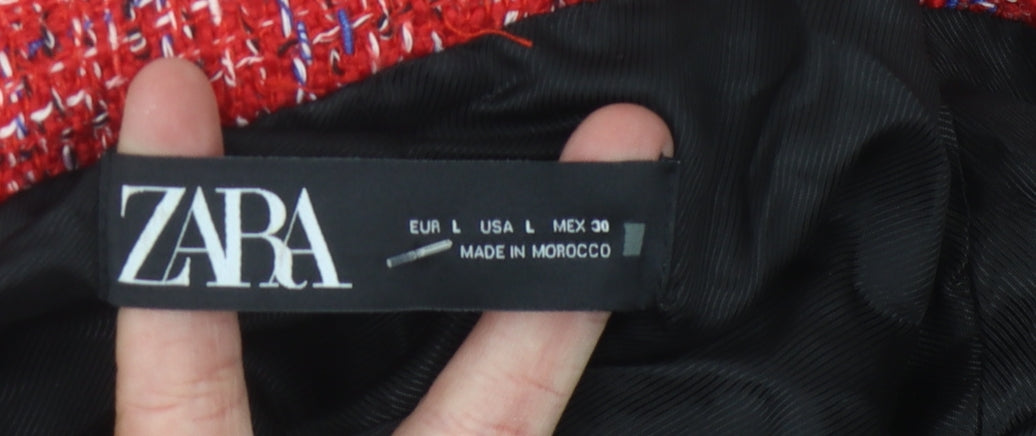 ZARA
EUR L USA L MEX 30
MADE IN MOROCCO